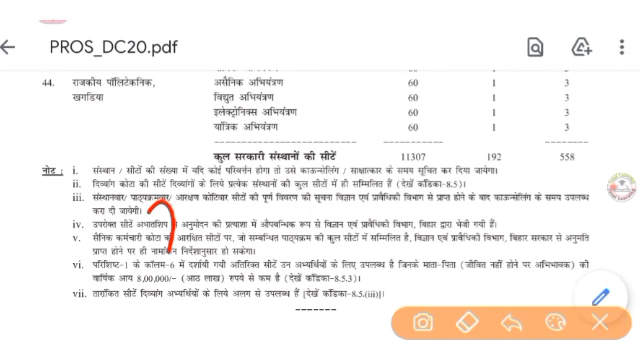 PROS_DC20.pdf
44. राजकीय पॉलिटेकनिक, असैनिक अभियंत्रण 60 1 3
खगडिया विद्युत अभियंत्रण 60 1 3
इलेक्ट्रोनिक्स अभियंत्रण 60 1 3
यांत्रिक अभियंत्रण 60 1 3
कुल सरकारी संस्थानों की सीटें 11307 192 558
नोट : i. संस्थान / सीटों की संख्या में यदि कोई परिवर्त्तन होगा तो उसे काऊन्सेलिंग / साक्षात्कार के समय सूचित कर दिया जायेगा।
ii. दिव्यांग कोटा की सीटें दिव्यांगों के लिए प्रत्येक संस्थानों की कुल सीटों में ही सम्मिलित हैं (देखें कंडिका-8.5)।
iii. संस्थानवार/ पाठ्यक्रमवार/ आरक्षण कोटिवार सीटों की पूर्ण विवरण की सूचना विज्ञान एवं प्रावैधिकी विभाग से प्राप्त होने के बाद काऊन्सेलिंग के समय उपलब्ध
करा दी जायेगी।
iv. उपरोक्त सीटें अभातशिप अनुमोदन की प्रत्याशा में औपबन्धिक रूप से विज्ञान एवं प्रावैधिकी विभाग, बिहार द्वारा भेजी गयी हैं।
v. सैनिक कर्मचारी कोटा आरक्षित सीटों पर, जो सम्बन्धित पाठ्यक्रम की कुल सीटों में सम्मिलित है, विज्ञान एवं प्रावैधिकी विभाग, बिहार सरकार से अनुमति
प्राप्त होने पर ही नामांकन निर्देशानुसार हो सकेगा।
vi. परिशिष्ट-1 के कॉलम-6 में दर्शायी गयी अतिरिक्त सीटें उन अभ्यर्थियों के लिए उपलब्ध है जिनके माता-पिता (जीवित नहीं होने पर अभिभावक) की
वार्षिक आय 8,00,000/- (आठ लाख) रुपये से कम है (देखें कंडिका-8.5.3)।
vii. तारांकित सीटें दिव्यांग अभ्यर्थियों के लिये अलग से उपलब्ध हैं [देखें कंडिका-8.5.(iii)]।